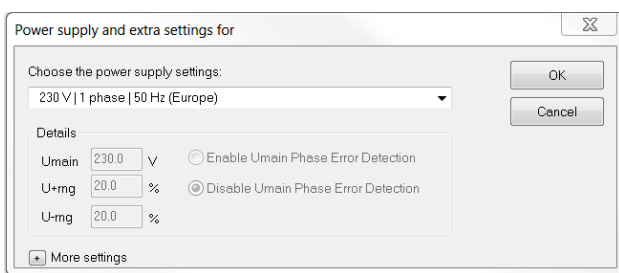 Power supply and extra settings for
Choose the power supply settings:
230 V | 1 phase | 50 Hz (Europe)
OK
Cancel
Details
Umain 230.0 V
Enable Umain Phase Error Detection
U+rng 20.0 %
Disable Umain Phase Error Detection
U-rng 20.0 %
+ More settings